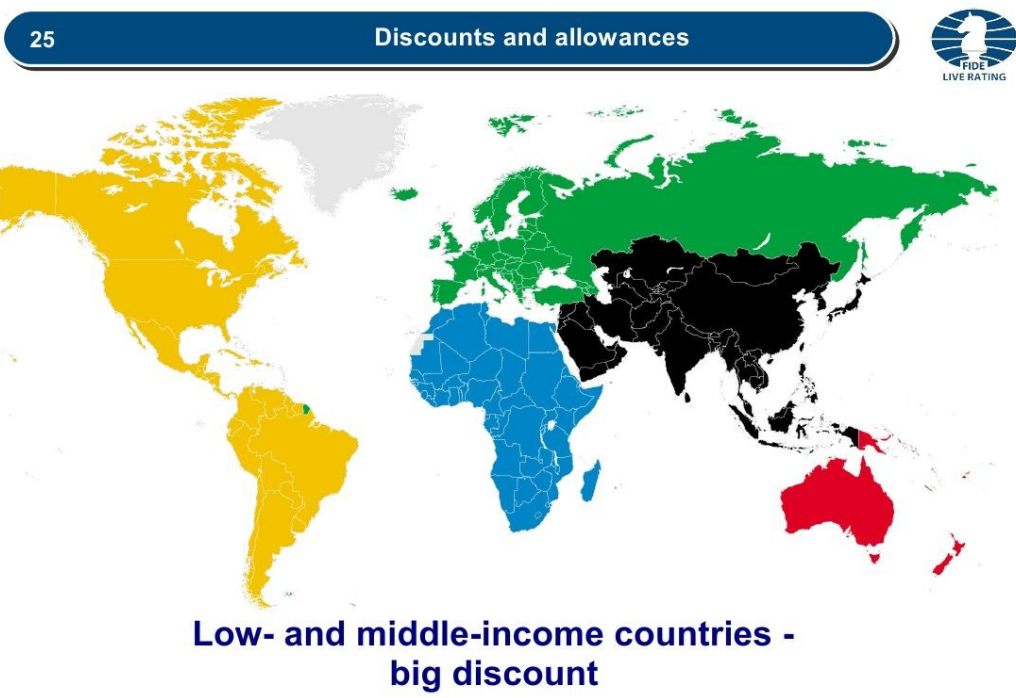 25
Discounts and allowances
FIDE
LIVE RATING
Low- and middle-income countries -
big discount